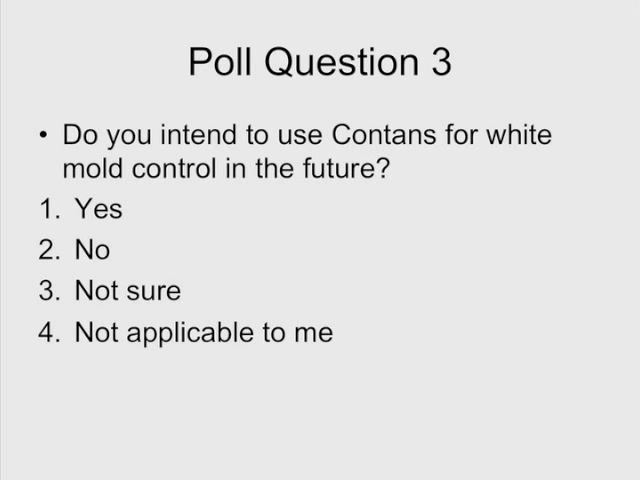 Poll Question 3
• Do you intend to use Contans for white
mold control in the future?
1. Yes
2. No
3. Not sure
4. Not applicable to me